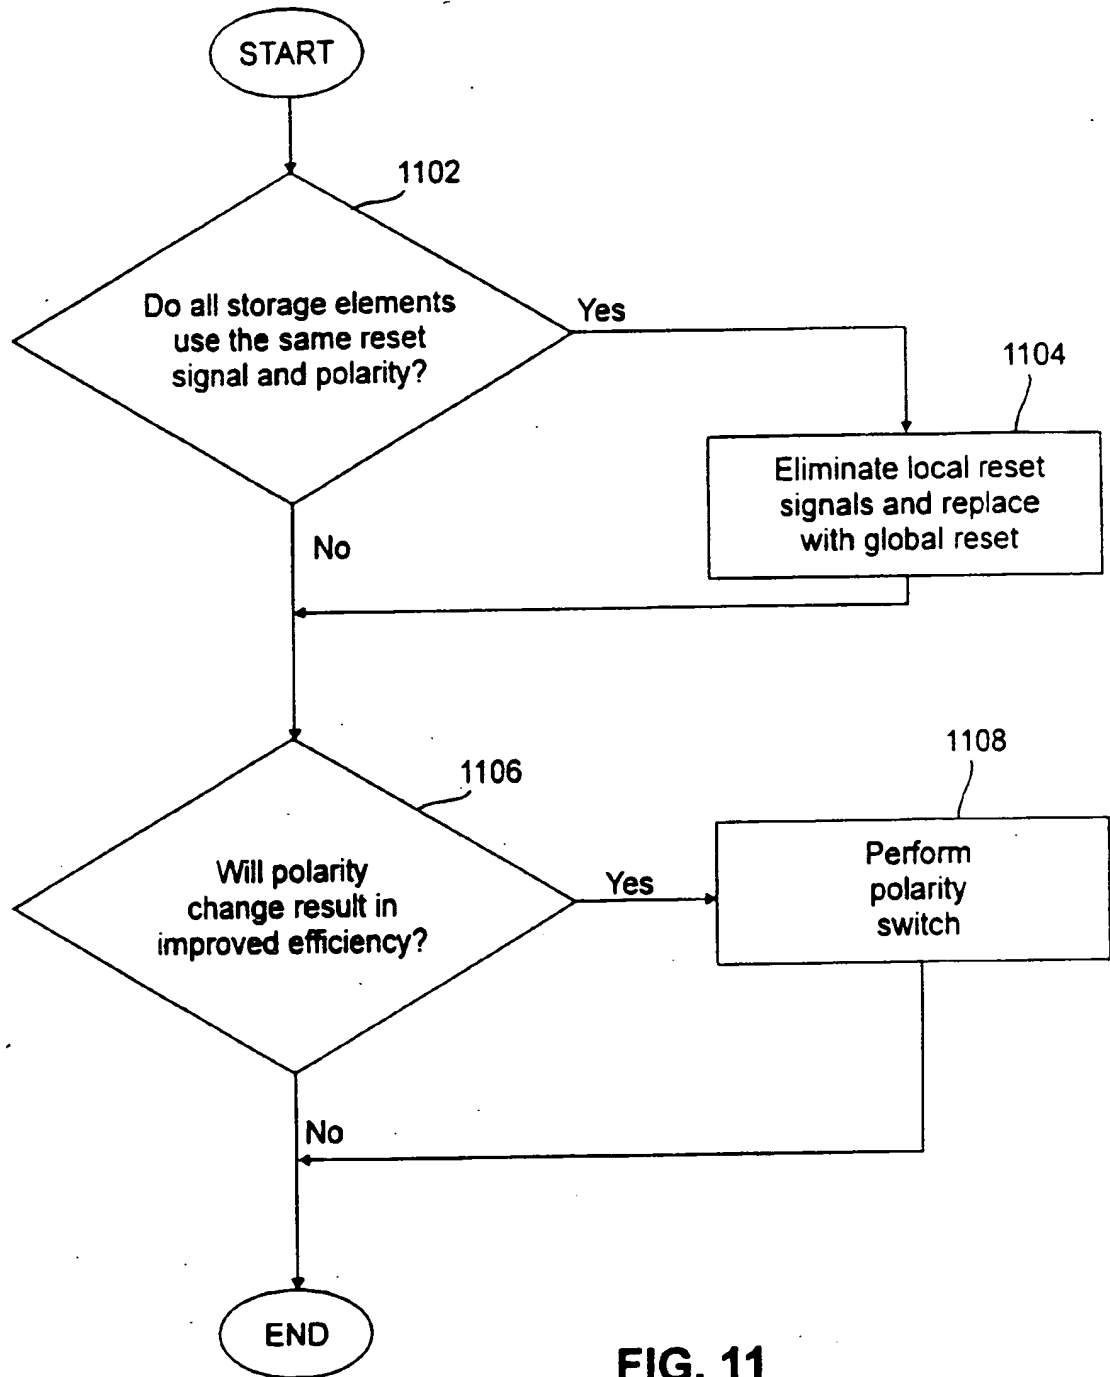 START
1102
Do all storage elements
use the same reset
signal and polarity?
Yes
1104
Eliminate local reset
signals and replace
with global reset
No
1106
Will polarity
change result in
improved efficiency?
Yes
1108
Perform
polarity
switch
No
END
FIG. 11